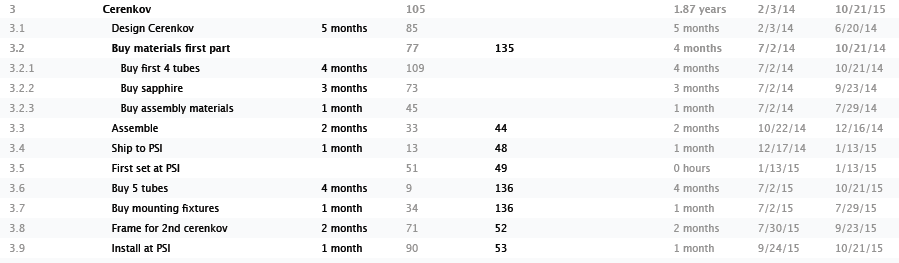 3 Cerenkov 105 1.87 years 2/3/14 10/21/15
3.1 Design Cerenkov 5 months 85 5 months 2/3/14 6/20/14
3.2 Buy materials first part 77 135 4 months 7/2/14 10/21/14
3.2.1 Buy first 4 tubes 4 months 109 4 months 7/2/14 10/21/14
3.2.2 Buy sapphire 3 months 73 3 months 7/2/14 9/23/14
3.2.3 Buy assembly materials 1 month 45 1 month 7/2/14 7/29/14
3.3 Assemble 2 months 33 44 2 months 10/22/14 12/16/14
3.4 Ship to PSI 1 month 13 48 1 month 12/17/14 1/13/15
3.5 First set at PSI 51 49 0 hours 1/13/15 1/13/15
3.6 Buy 5 tubes 4 months 9 136 4 months 7/2/15 10/21/15
3.7 Buy mounting fixtures 1 month 34 136 1 month 7/2/15 7/29/15
3.8 Frame for 2nd cerenkov 2 months 71 52 2 months 7/30/15 9/23/15
3.9 Install at PSI 1 month 90 53 1 month 9/24/15 10/21/15